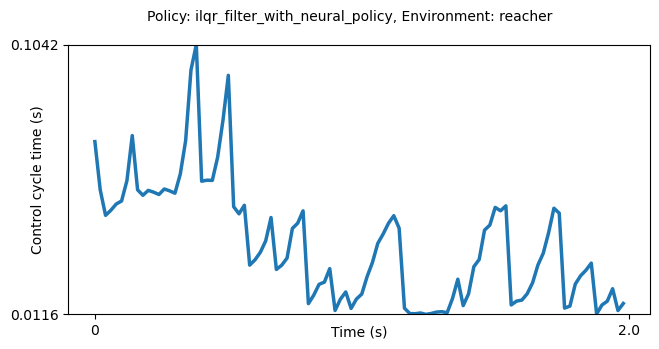 Policy: ilqr_filter_with_neural_policy, Environment: reacher
0.1042
Control cycle time (s)
0.0116
0
Time (s)
2.0